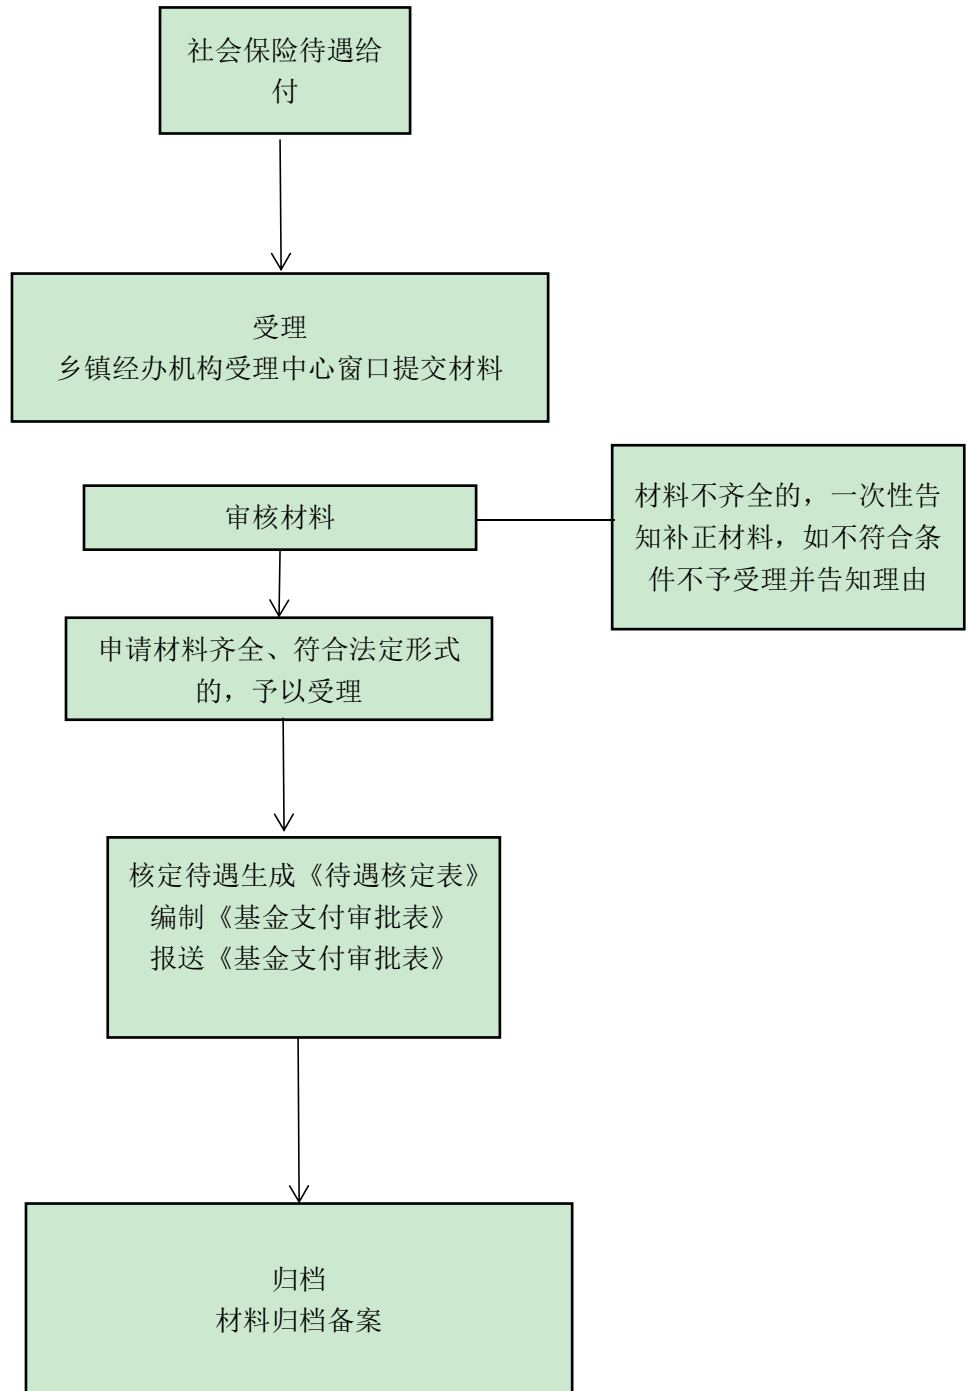 社会保险待遇给
付
受理
乡镇经办机构受理中心窗口提交材料
审核材料
材料不齐全的，一次性告
知补正材料，如不符合条
件不予受理并告知理由
申请材料齐全、符合法定形式
的，予以受理
核定待遇生成《待遇核定表》
编制《基金支付审批表》
报送《基金支付审批表》
归档
材料归档备案